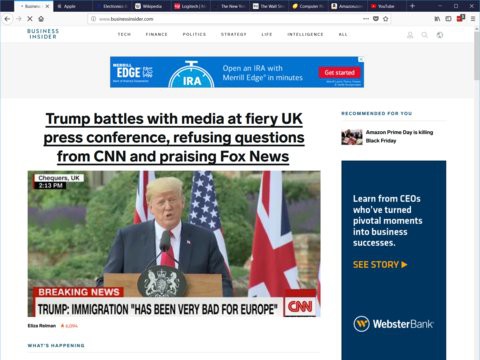 Business
Apple
Electronics
Wikipedia
Logitech
The New
The Wall
Computer
Amazon
YouTube
www.businessinsider.com
Search
BUSINESS
INSIDER
TECH FINANCE POLITICS STRATEGY LIFE INTELLIGENCE ALL
MERRILL
EDGE
IRA
Open an IRA with
Merrill Edge® in minutes
Get started
Trump battles with media at fiery UK
press conference, refusing questions
from CNN and praising Fox News
Chequers, UK
2:13 PM
BREAKING NEWS
TRUMP: IMMIGRATION "HAS BEEN VERY BAD FOR EUROPE"
CNN
Eliza Relman
WHAT'S HAPPENING
RECOMMENDED FOR YOU
Amazon Prime Day is killing
Black Friday
Learn from CEOs
who've turned
pivotal moments
into business
successes.
SEE STORY
WebsterBank